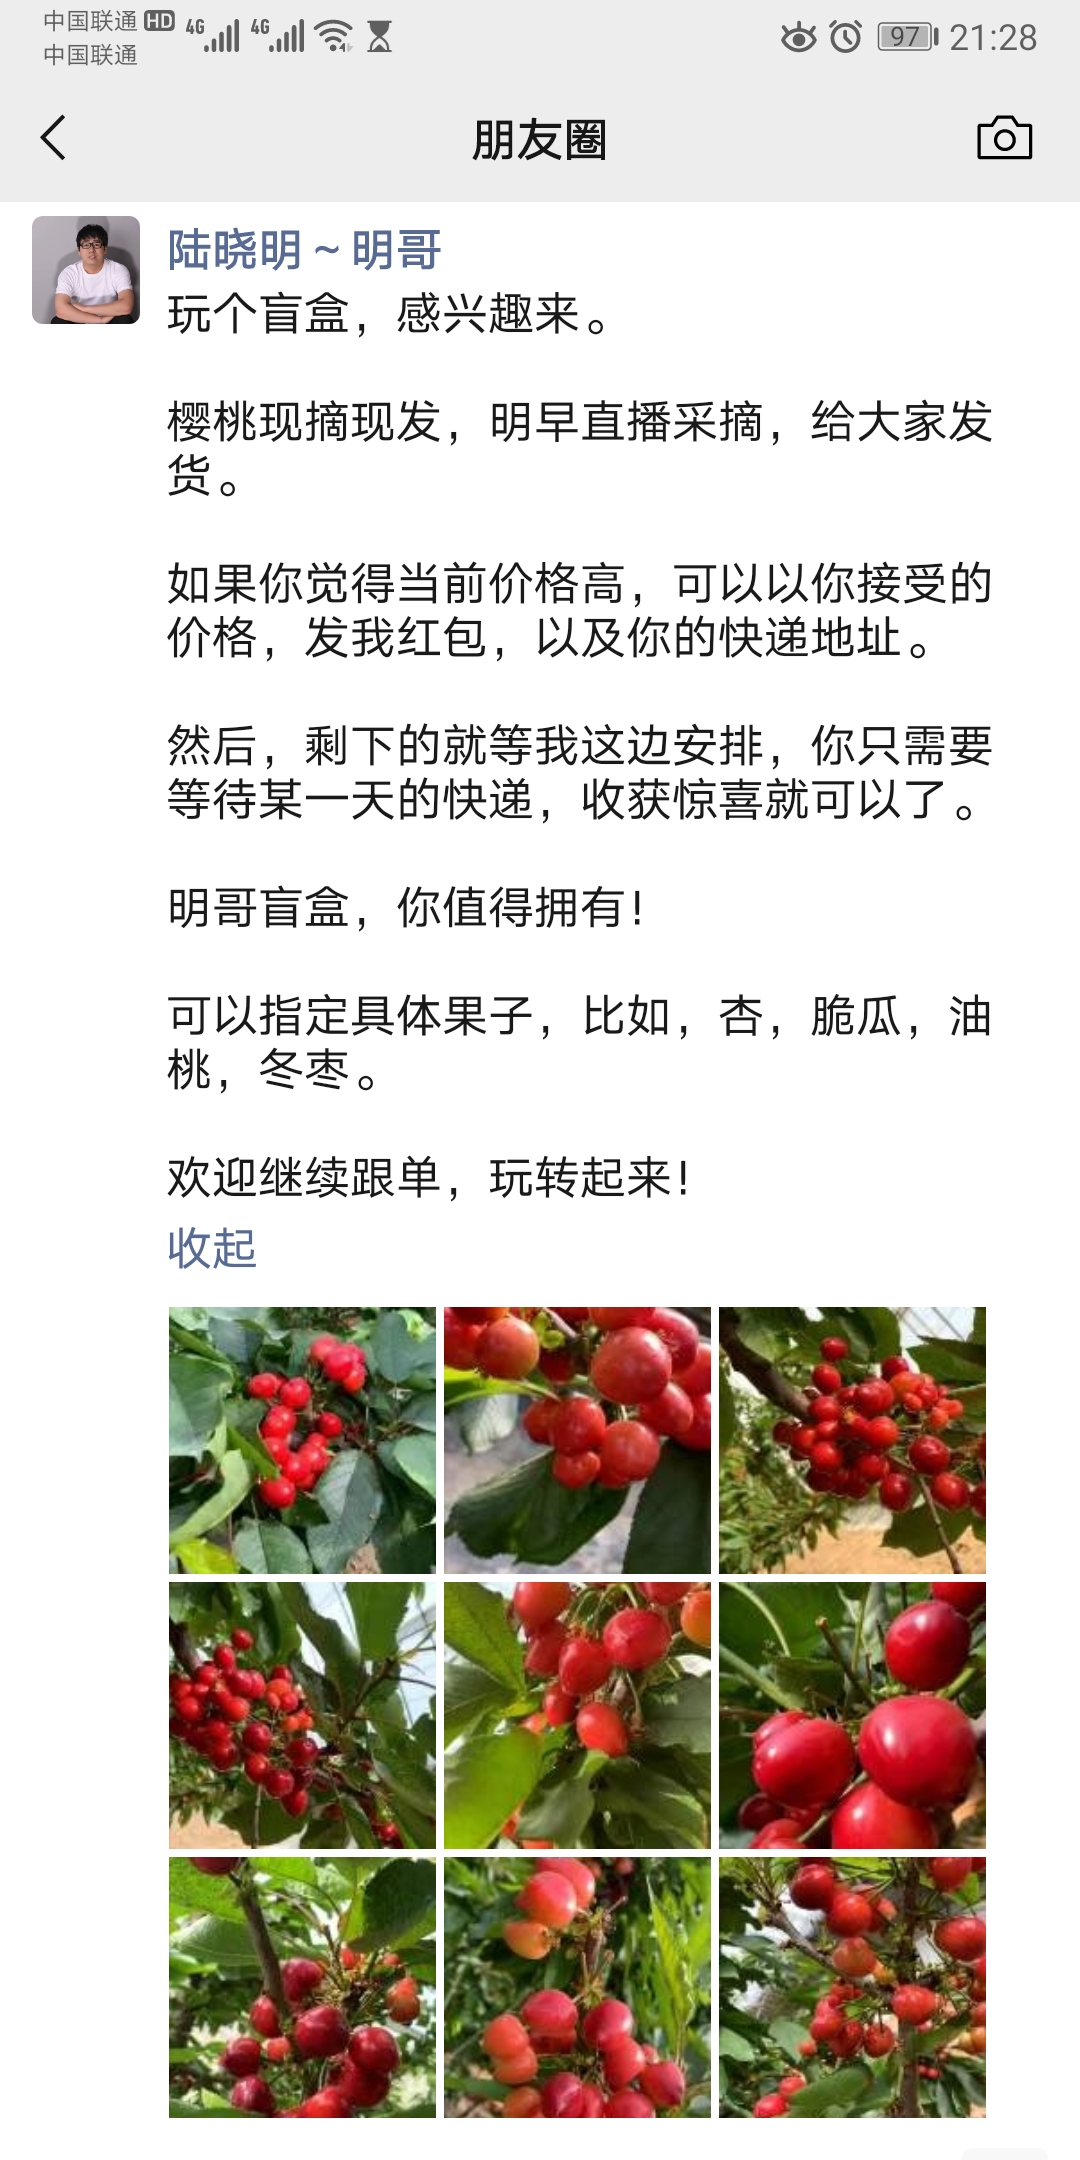 中国联通 HD 4G 4G 97 21:28
中国联通
朋友圈
陆晓明~明哥
玩个盲盒，感兴趣来。
樱桃现摘现发，明早直播采摘，给大家发
货。
如果你觉得当前价格高，可以以你接受的
价格，发我红包，以及你的快递地址。
然后，剩下的就等我这边安排，你只需要
等待某一天的快递，收获惊喜就可以了。
明哥盲盒，你值得拥有!
可以指定具体果子，比如，杏，脆瓜，油
桃，冬枣。
欢迎继续跟单，玩转起来!
收起